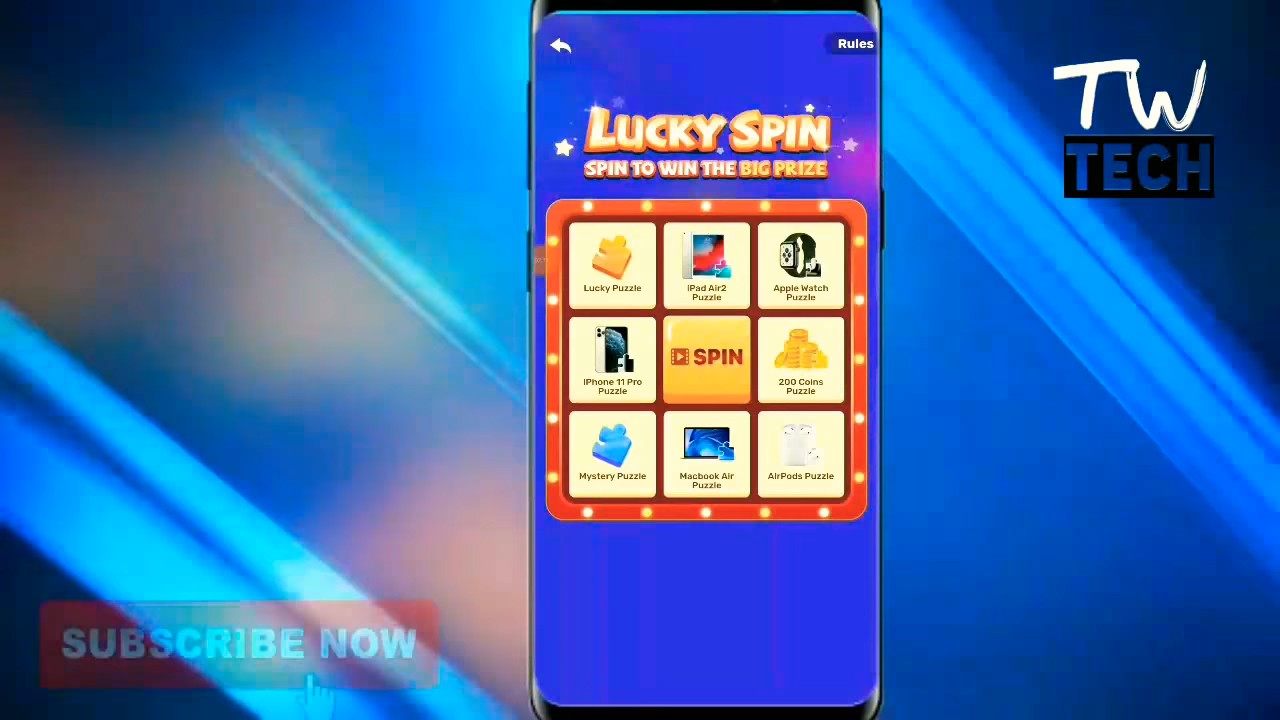 Rules
TW
TECH
LUCKY SPIN
SPIN TO WIN THE BIG PRIZE
Lucky Puzzle
iPad Air2
Puzzle
Apple Watch
Puzzle
iPhone 11 Pro
Puzzle
SPIN
200 Coins
Puzzle
Mystery Puzzle
Macbook Air
Puzzle
AirPods Puzzle
SUBSCRIBE NOW